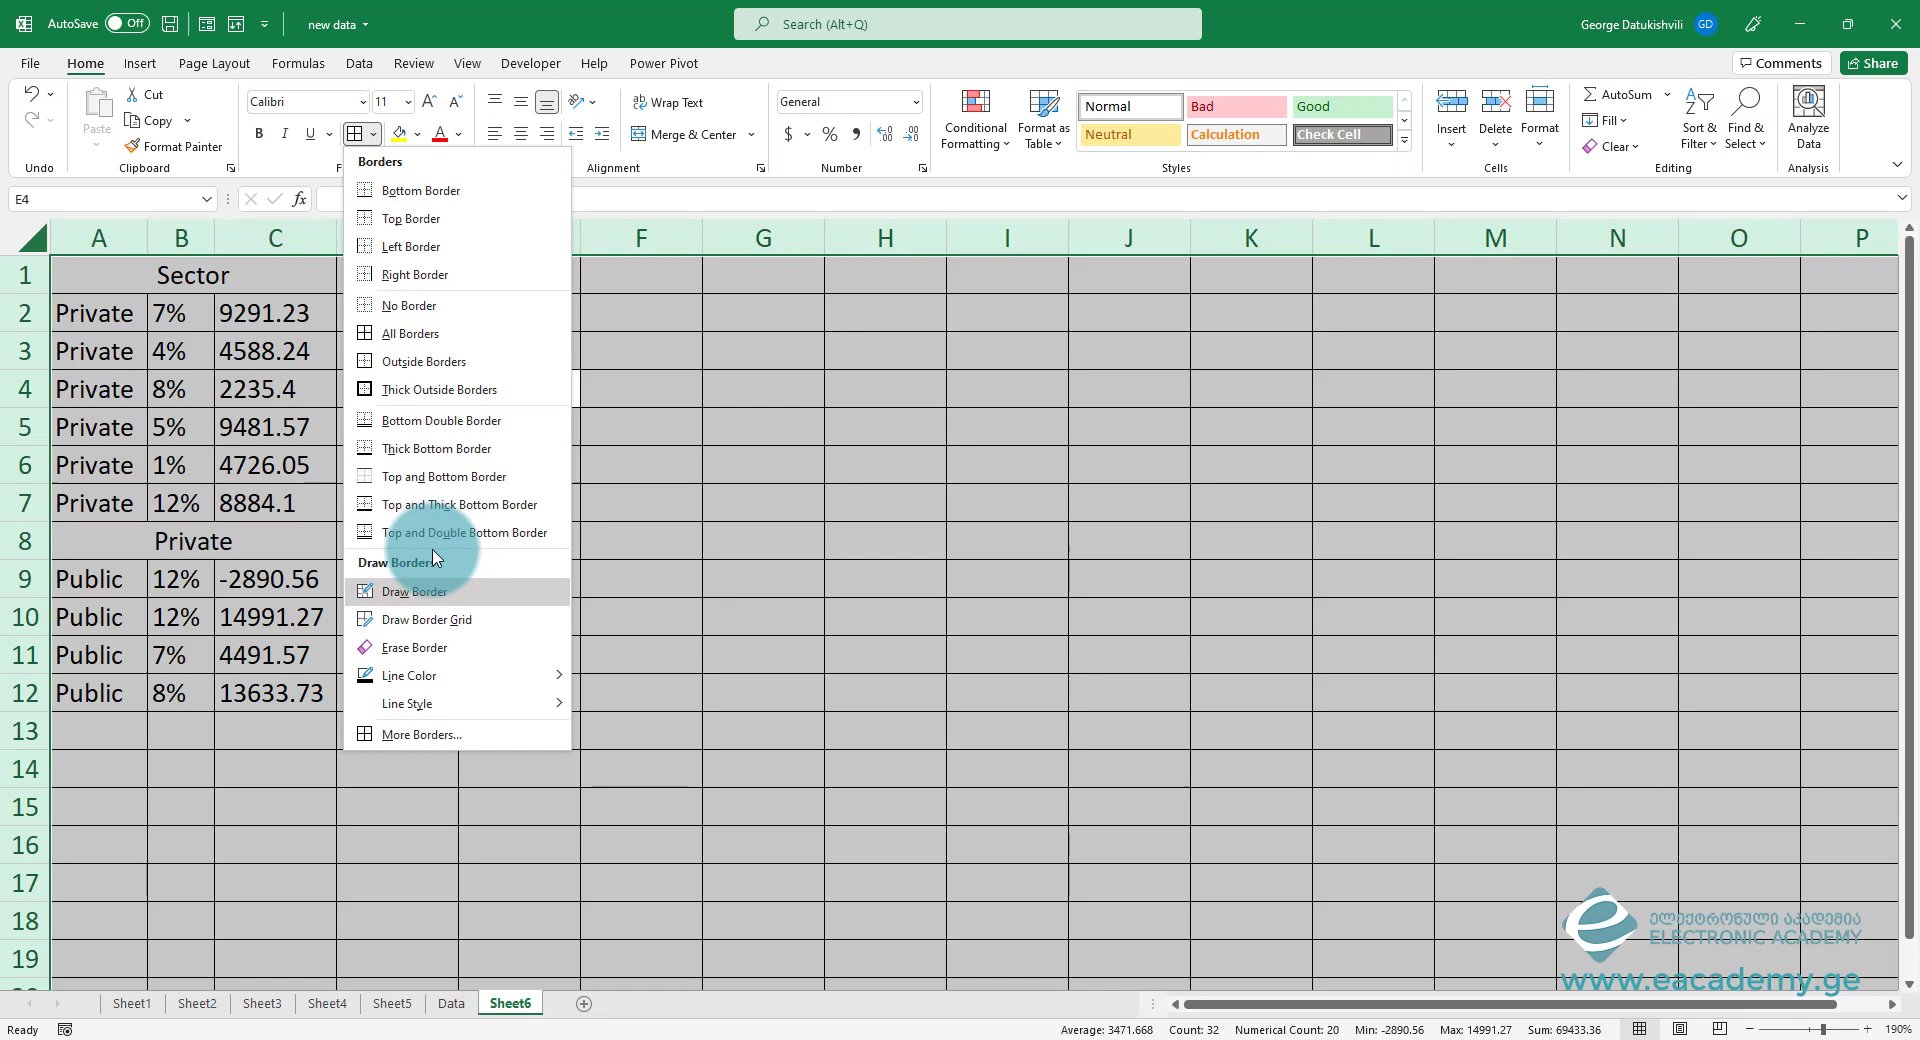 AutoSave Off new data Search (Alt+Q) George Datukishvili GD
File Home Insert Page Layout Formulas Data Review View Developer Help Power Pivot Comments Share
Paste Cut Copy Format Painter
Calibri 11
B I U A
Wrap Text
Merge & Center
General
$ % 9
Conditional Formatting
Format as Table
Normal Bad Good
Neutral Calculation Check Cell
Insert Delete Format
AutoSum
Fill
Clear
Sort & Filter
Find & Select
Analyze Data
Undo Clipboard Alignment Number Styles Cells Editing Analysis
E4 fx
Borders
Bottom Border
Top Border
Left Border
Right Border
No Border
All Borders
Outside Borders
Thick Outside Borders
Bottom Double Border
Thick Bottom Border
Top and Bottom Border
Top and Thick Bottom Border
Top and Double Bottom Border
Draw Borders
Draw Border
Draw Border Grid
Erase Border
Line Color
Line Style
More Borders...
A B C F G H I J K L M N O P
1 Sector
2 Private 7% 9291.23
3 Private 4% 4588.24
4 Private 8% 2235.4
5 Private 5% 9481.57
6 Private 1% 4726.05
7 Private 12% 8884.1
8 Private
9 Public 12% -2890.56
10 Public 12% 14991.27
11 Public 7% 4491.57
12 Public 8% 13633.73
13
14
15
16
17
18
19
ელექტრონული აკადემია
ELECTRONIC ACADEMY
www.eacademy.ge
Sheet1 Sheet2 Sheet3 Sheet4 Sheet5 Data Sheet6
Ready Average: 3471.668 Count: 32 Numerical Count: 20 Min: -2890.56 Max: 14991.27 Sum: 69433.36 190%